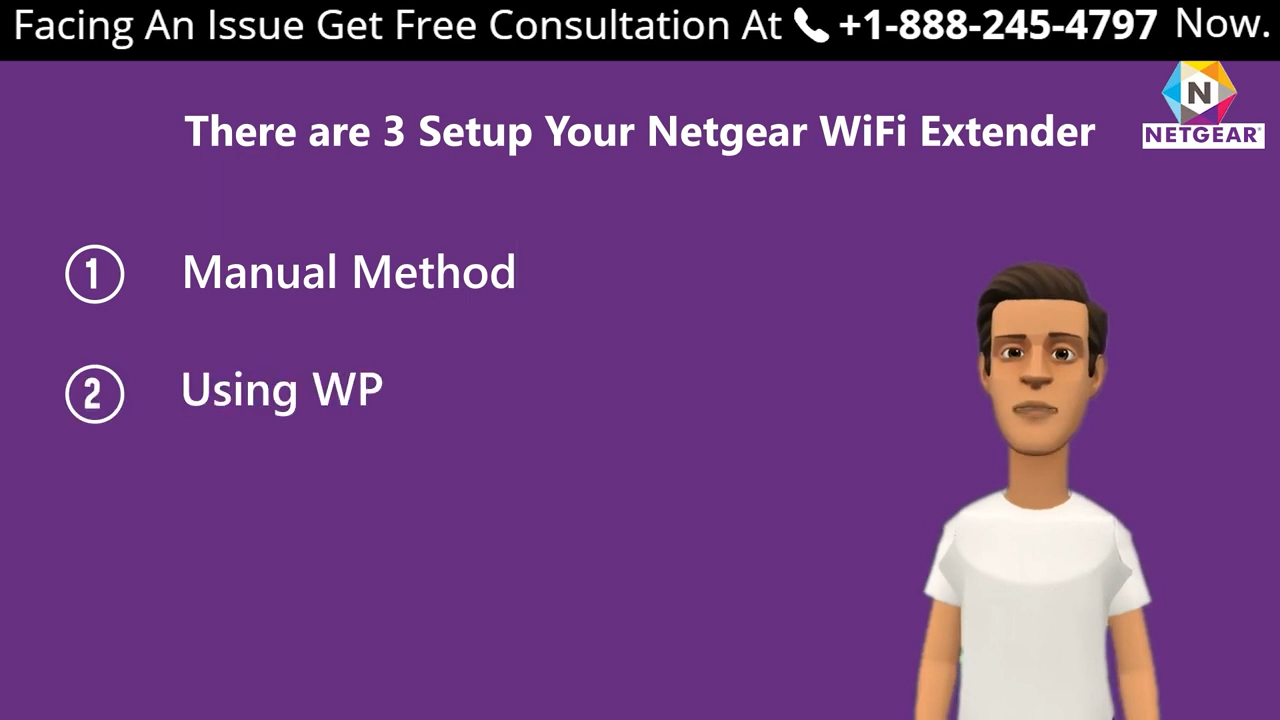 Facing An Issue Get Free Consultation At +1-888-245-4797 Now.
N
NETGEAR
There are 3 Setup Your Netgear WiFi Extender
1 Manual Method
2 Using WP